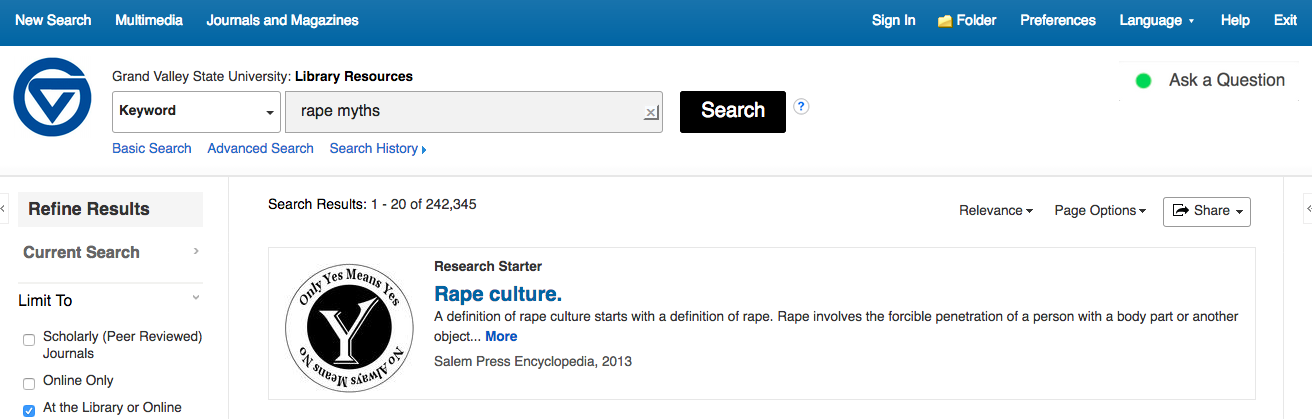 New Search Multimedia Journals and Magazines Sign In Folder Preferences Language Help Exit
Grand Valley State University: Library Resources
Keyword rape myths x Search ?
Ask a Question
Basic Search Advanced Search Search History
Refine Results
Current Search
Limit To
Scholarly (Peer Reviewed)
Journals
Online Only
At the Library or Online
Search Results: 1 - 20 of 242,345
Relevance Page Options Share
Only Yes Means Yes
Y
No Always Means No
Research Starter
Rape culture.
A definition of rape culture starts with a definition of rape. Rape involves the forcible penetration of a person with a body part or another
object... More
Salem Press Encyclopedia, 2013